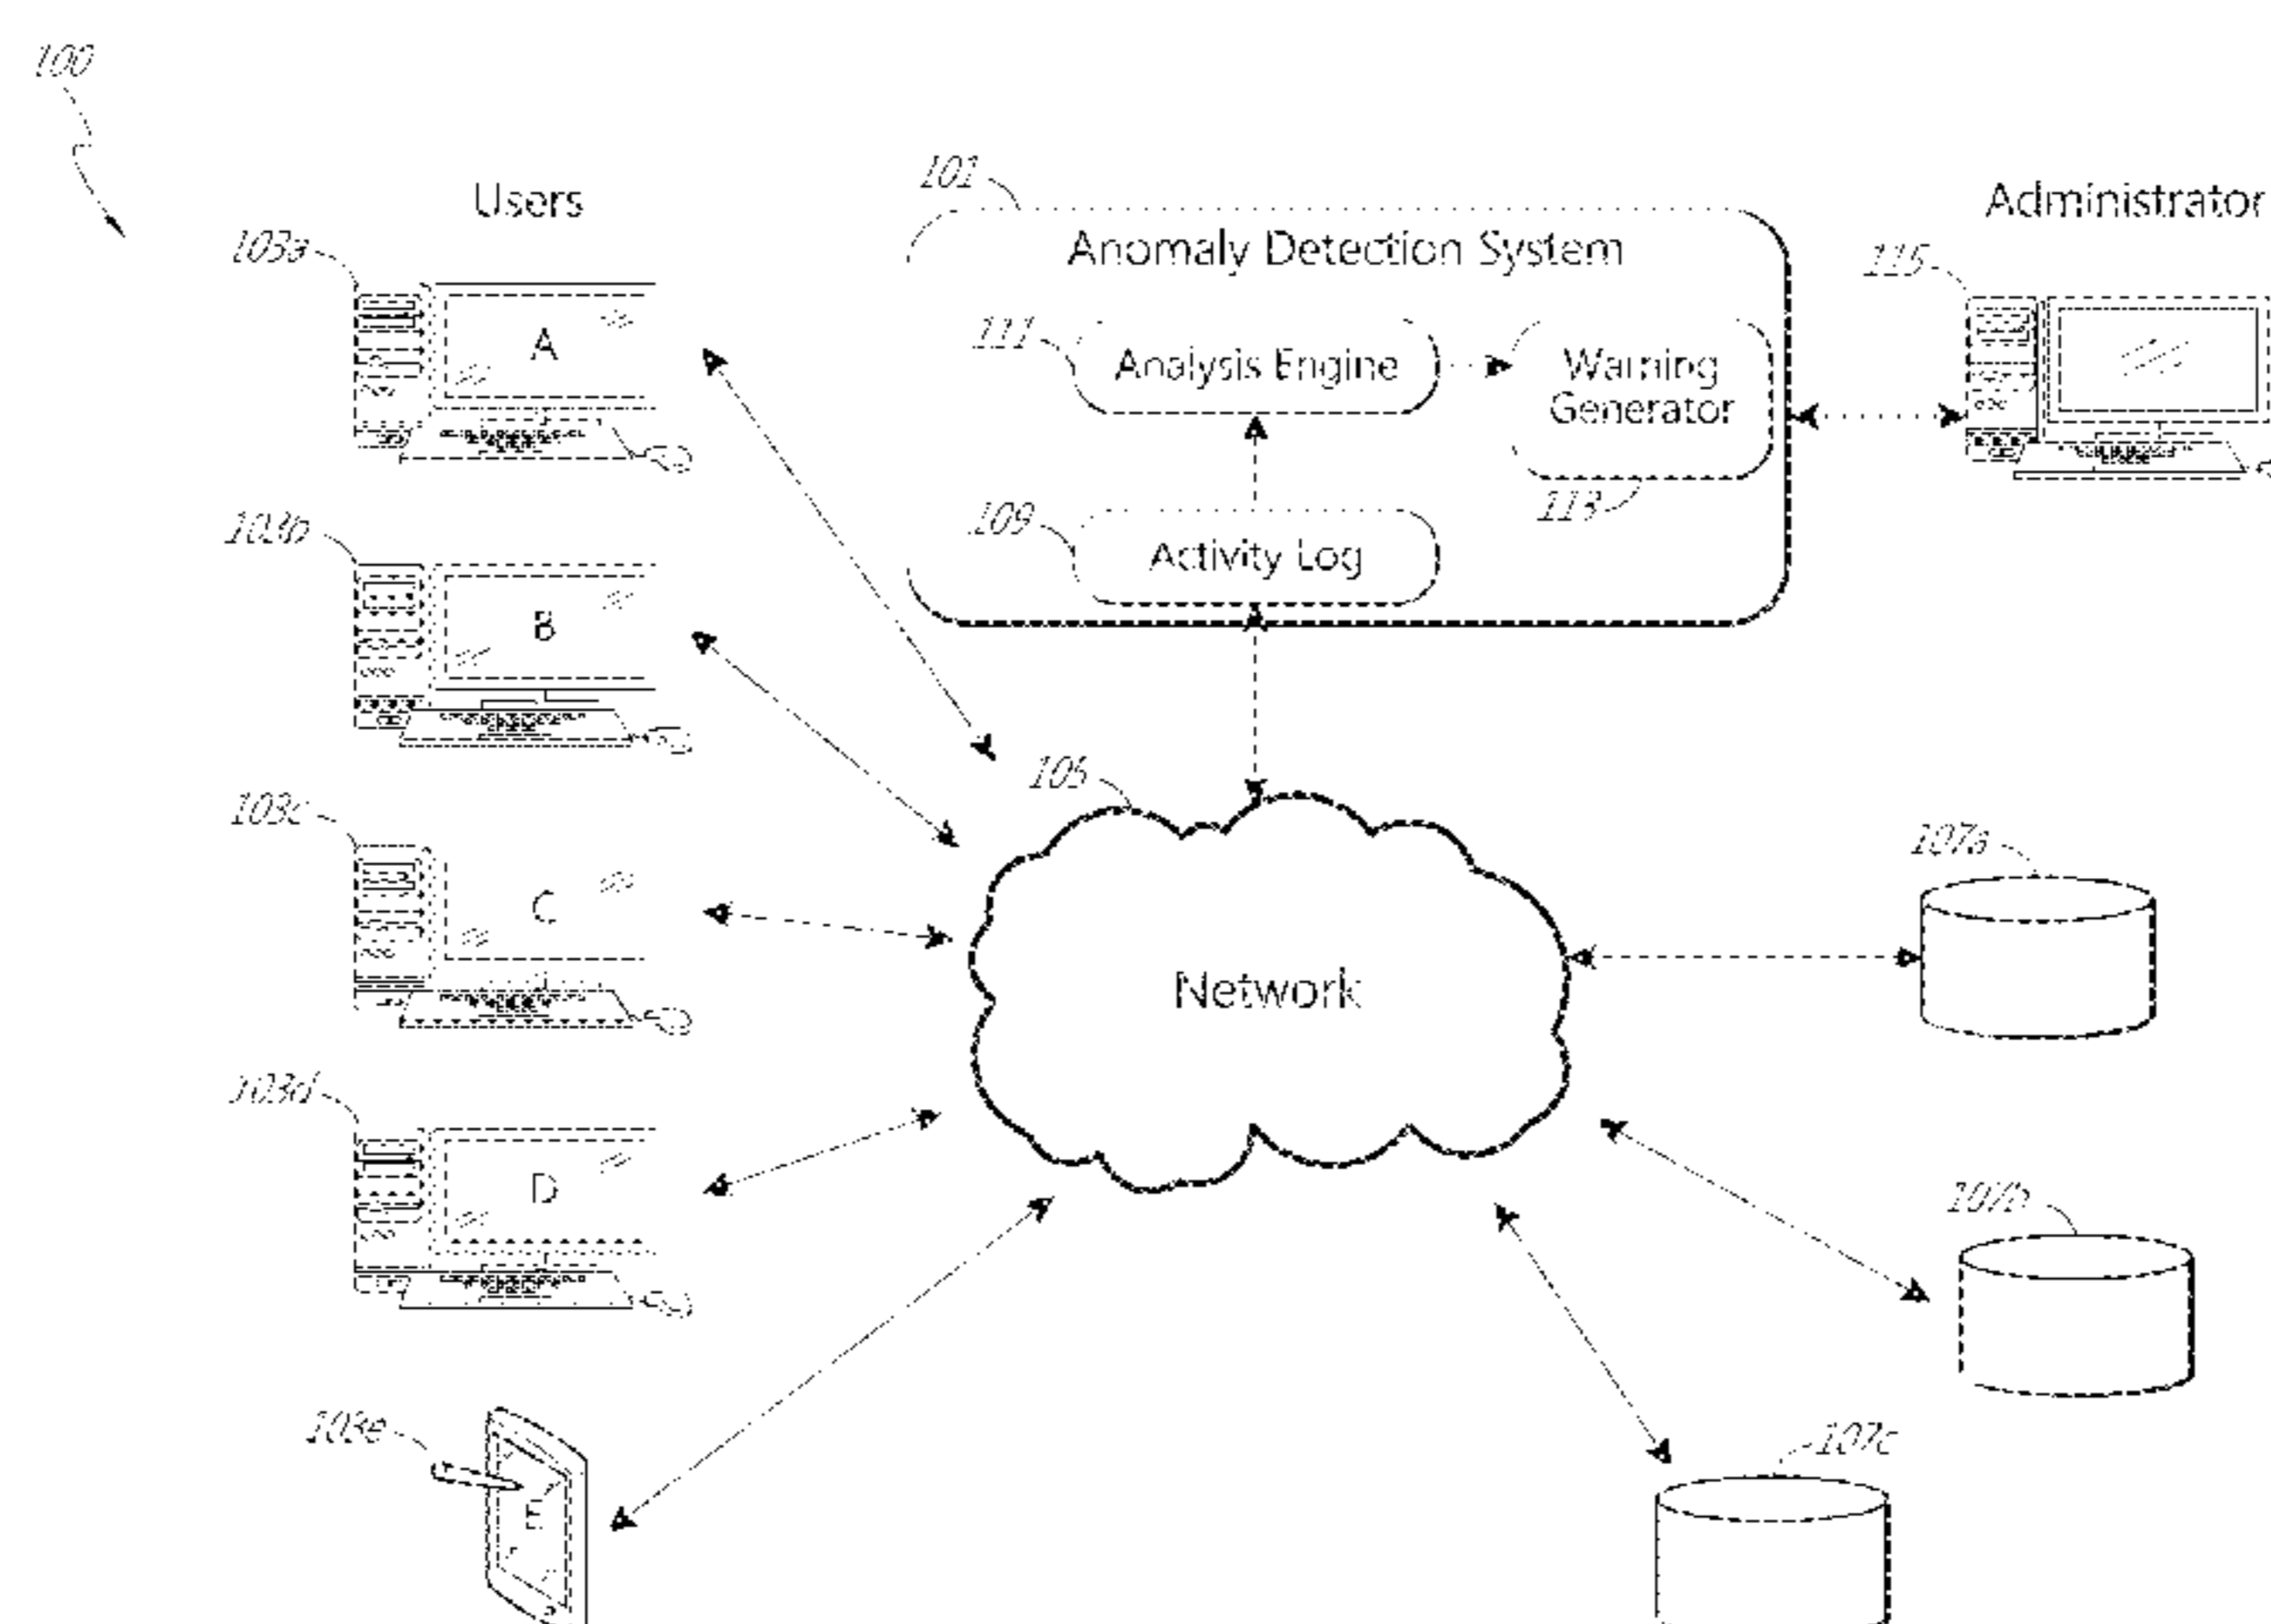 100
Users
101
Administrator
103a
Anomaly Detection System
115
111
Analysis Engine
Warning
Generator
A
113
109
Activity Log
103b
B
105
103c
C
Network
107a
103d
D
107b
103e
E
107c